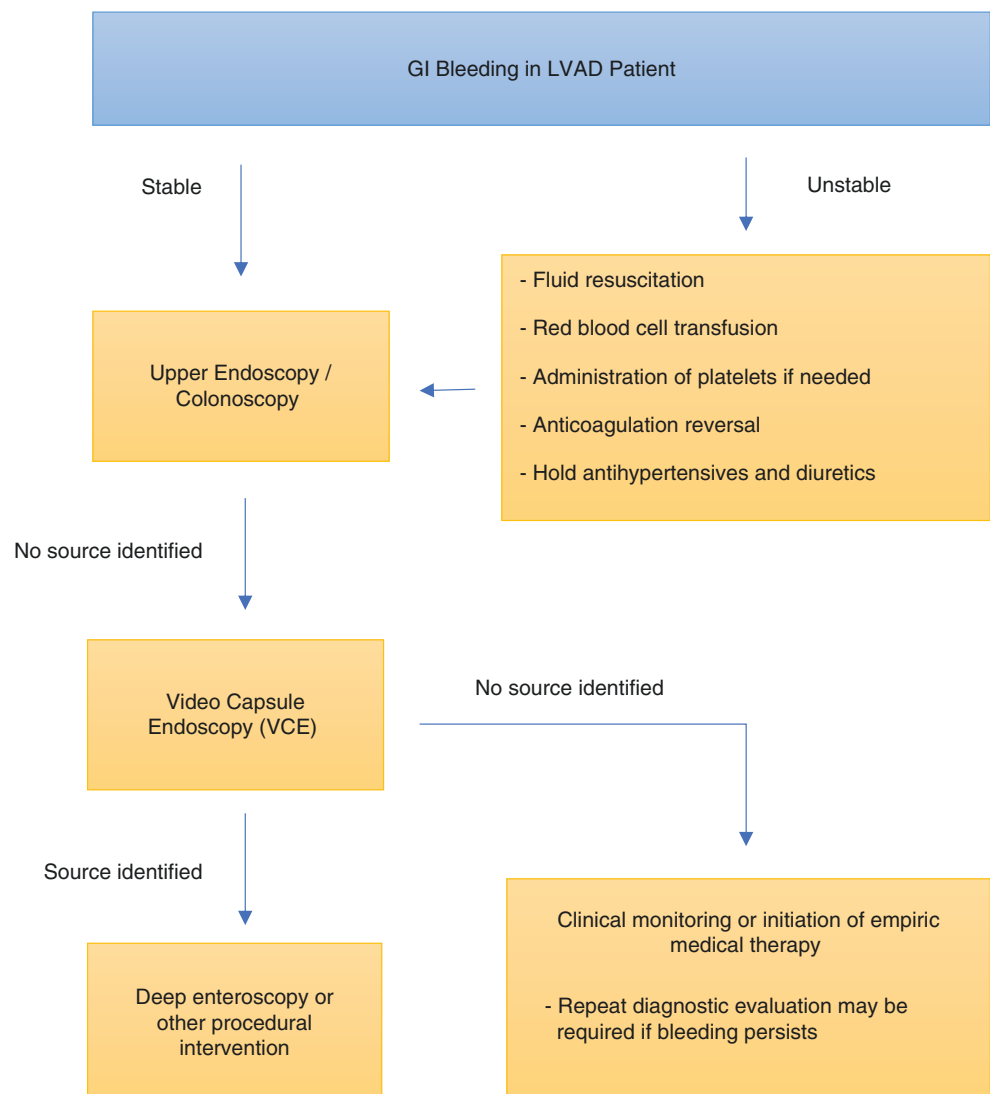 GI Bleeding in LVAD Patient
Stable
Unstable
- Fluid resuscitation
- Red blood cell transfusion
- Administration of platelets if needed
- Anticoagulation reversal
- Hold antihypertensives and diuretics
Upper Endoscopy /
Colonoscopy
No source identified
Video Capsule
Endoscopy (VCE)
No source identified
Source identified
Deep enteroscopy or
other procedural
intervention
Clinical monitoring or initiation of empiric
medical therapy
- Repeat diagnostic evaluation may be
required if bleeding persists